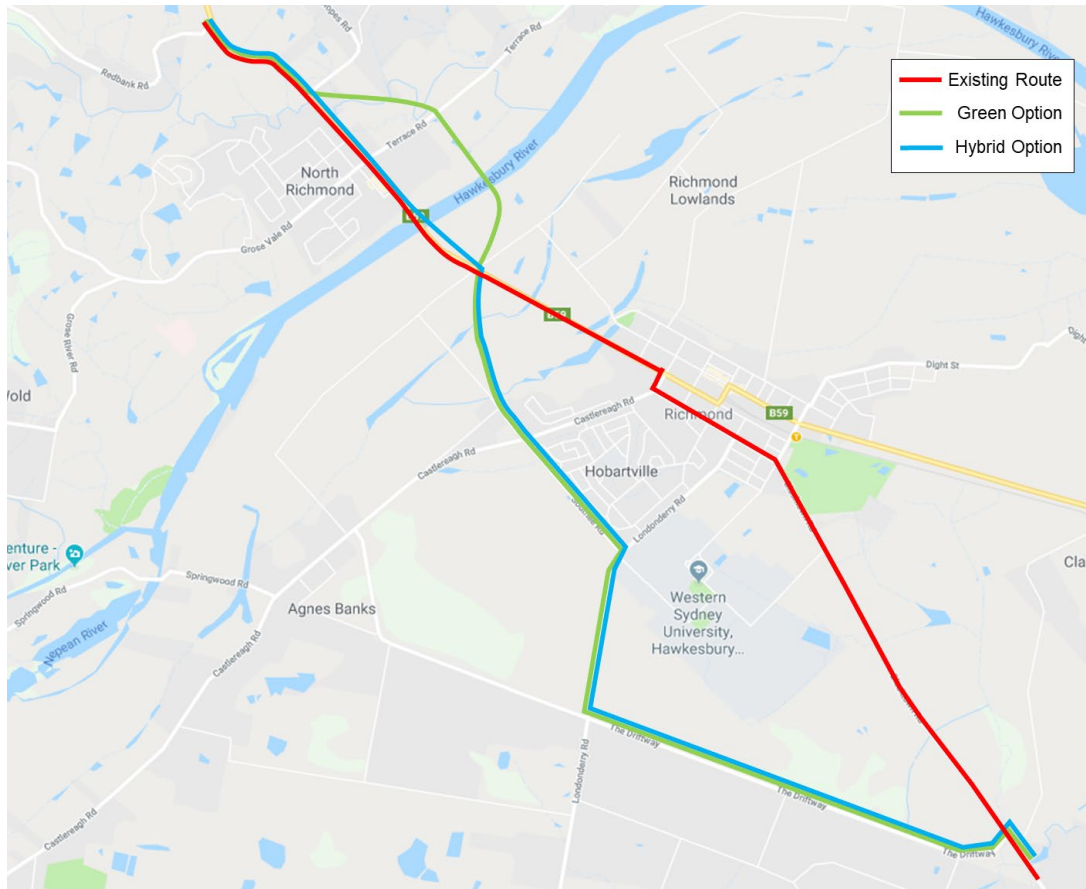 Existing Route
Green Option
Hybrid Option
Redbank Rd
Terrace Rd
Hawkesbury River
Terrace Rd
North
Richmond
Hawkesbury River
Richmond
Lowlands
Grose Vale Rd
Grose River Rd
B59
Dight St
Castlereagh Rd
Richmond
B59
Castlereagh Rd
Hobartville
Londonderry Rd
Springwood Rd
Springwood Rd
Agnes Banks
Western
Sydney
University,
Hawkesbury...
Nepean River
Castlereagh Rd
The Driftway
Londonderry Rd
The Driftway
The Driftway
Castlereagh Rd